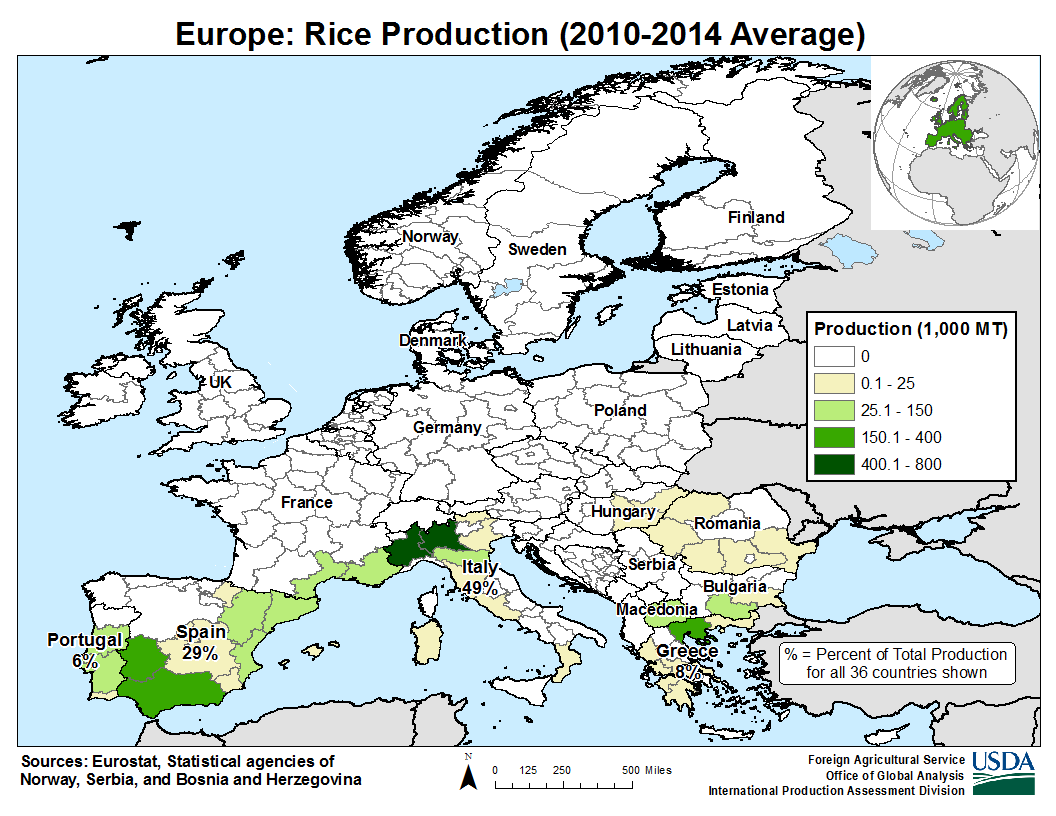 Europe: Rice Production (2010-2014 Average)
Norway
Sweden
Finland
Estonia
Latvia
Lithuania
Denmark
UK
Poland
Germany
France
Hungary
Romania
Serbia
Bulgaria
Macedonia
Italy
49%
Portugal
6%
Spain
29%
Greece
8%
Production (1,000 MT)
0
0.1 - 25
25.1 - 150
150.1 - 400
400.1 - 800
% = Percent of Total Production
for all 36 countries shown
Sources: Eurostat, Statistical agencies of
Norway, Serbia, and Bosnia and Herzegovina
N
0 125 250 500 Miles
Foreign Agricultural Service
Office of Global Analysis
International Production Assessment Division
USDA